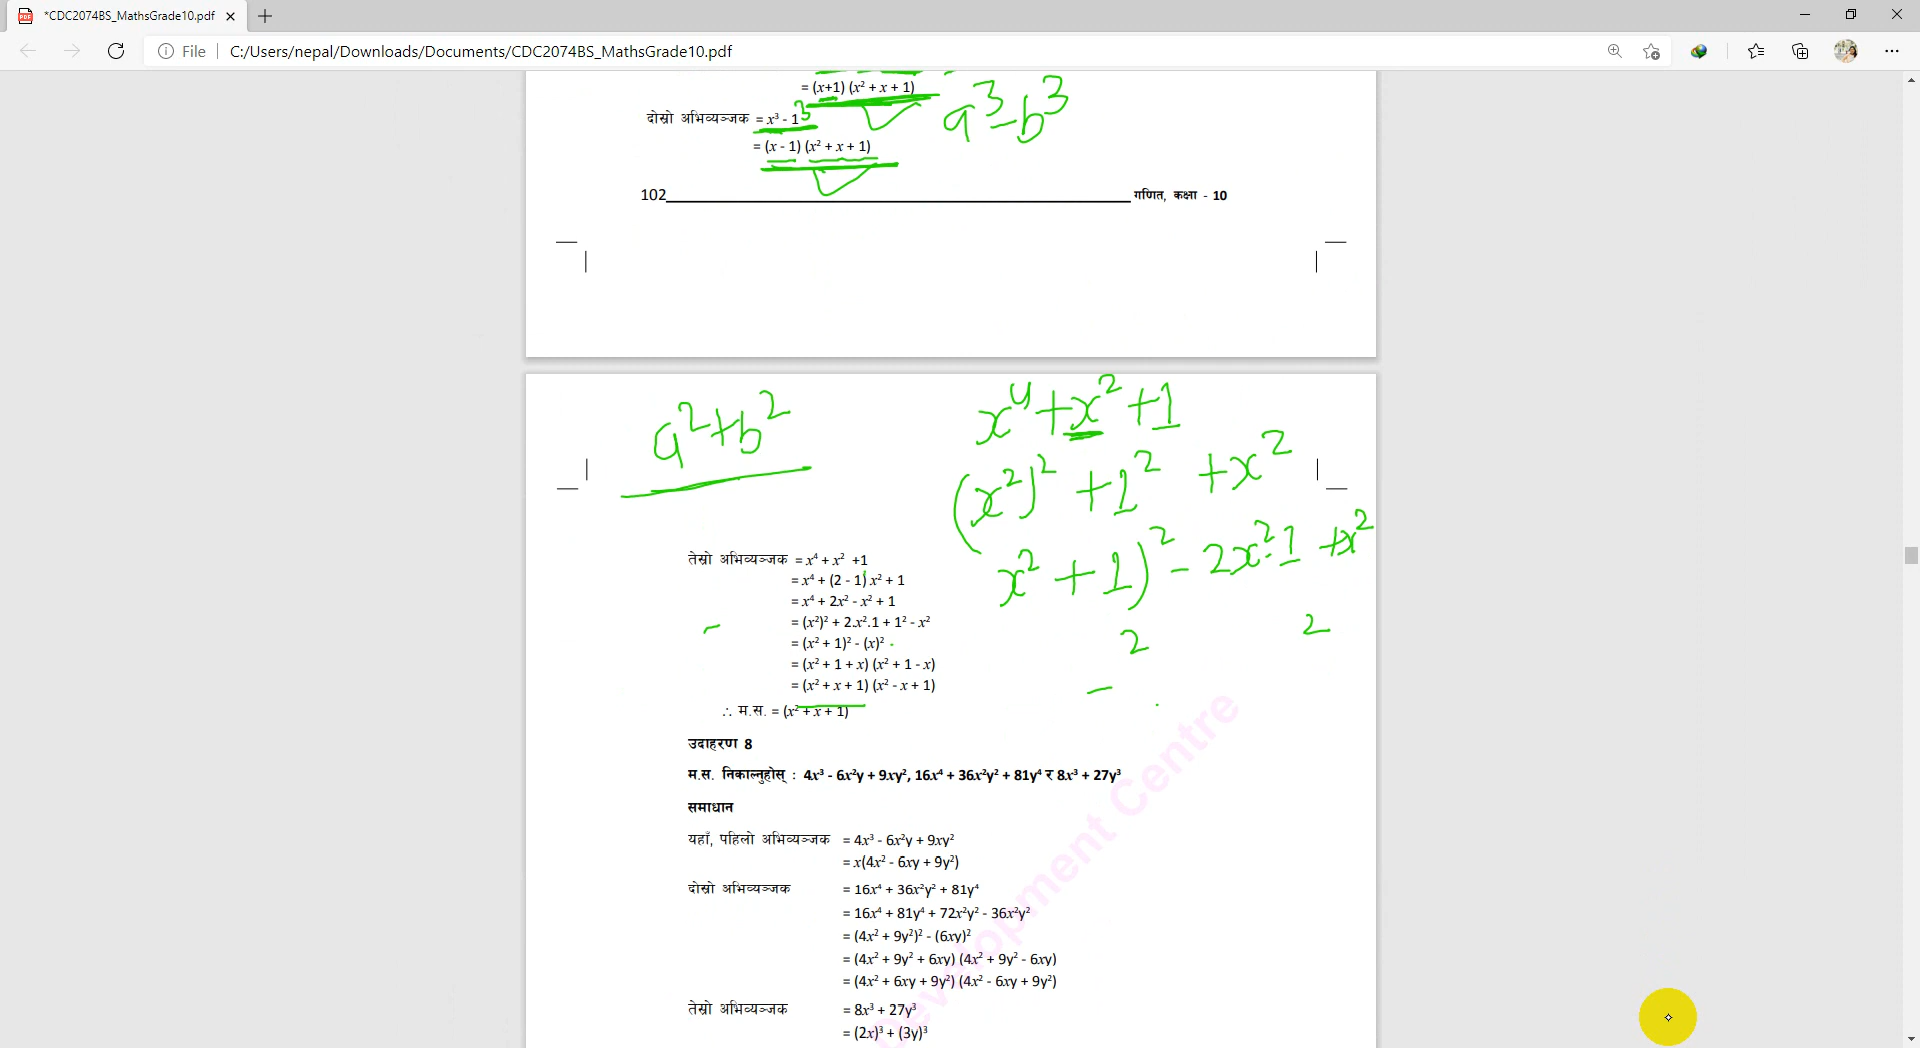 *CDC2074BS_MathsGrade10.pdf
File C:/Users/nepal/Downloads/Documents/CDC2074BS_MathsGrade10.pdf
= (x+1) (x² + x + 1)
a³ - b³
दोस्रो अभिव्यञ्जक = x³ - 1³
= (x - 1) (x² + x + 1)
102 गणित, कक्षा - 10
a² + b²
x⁴ + x² + 1
(x²)² + 1² + x²
x² + 1)² - 2x²·1 + x²
2 2
तेस्रो अभिव्यञ्जक = x⁴ + x² +1
= x⁴ + (2 - 1) x² + 1
= x⁴ + 2x² - x² + 1
= (x²)² + 2.x².1 + 1² - x²
= (x² + 1)² - (x)²
= (x² + 1 + x) (x² + 1 - x)
= (x² + x + 1) (x² - x + 1)
∴ म.स. = (x² + x + 1)
उदाहरण 8
म.स. निकाल्नुहोस् : 4x³ - 6x²y + 9xy², 16x⁴ + 36x²y² + 81y⁴ र 8x³ + 27y³
समाधान
यहाँ, पहिलो अभिव्यञ्जक = 4x³ - 6x²y + 9xy²
= x(4x² - 6xy + 9y²)
दोस्रो अभिव्यञ्जक = 16x⁴ + 36x²y² + 81y⁴
= 16x⁴ + 81y⁴ + 72x²y² - 36x²y²
= (4x² + 9y²)² - (6xy)²
= (4x² + 9y² + 6xy) (4x² + 9y² - 6xy)
= (4x² + 6xy + 9y²) (4x² - 6xy + 9y²)
तेस्रो अभिव्यञ्जक = 8x³ + 27y³
= (2x)³ + (3y)³
Development Centre